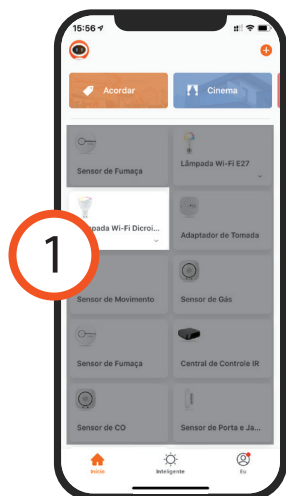 15:56
Acordar
Cinema
Sensor de Fumaça
Lâmpada Wi-Fi E27
pada Wi-Fi Dicroi...
Adaptador de Tomada
1
Sensor de Movimento
Sensor de Gás
Sensor de Fumaça
Central de Controle IR
Sensor de CO
Sensor de Porta e Ja...
Início
Inteligente
Eu